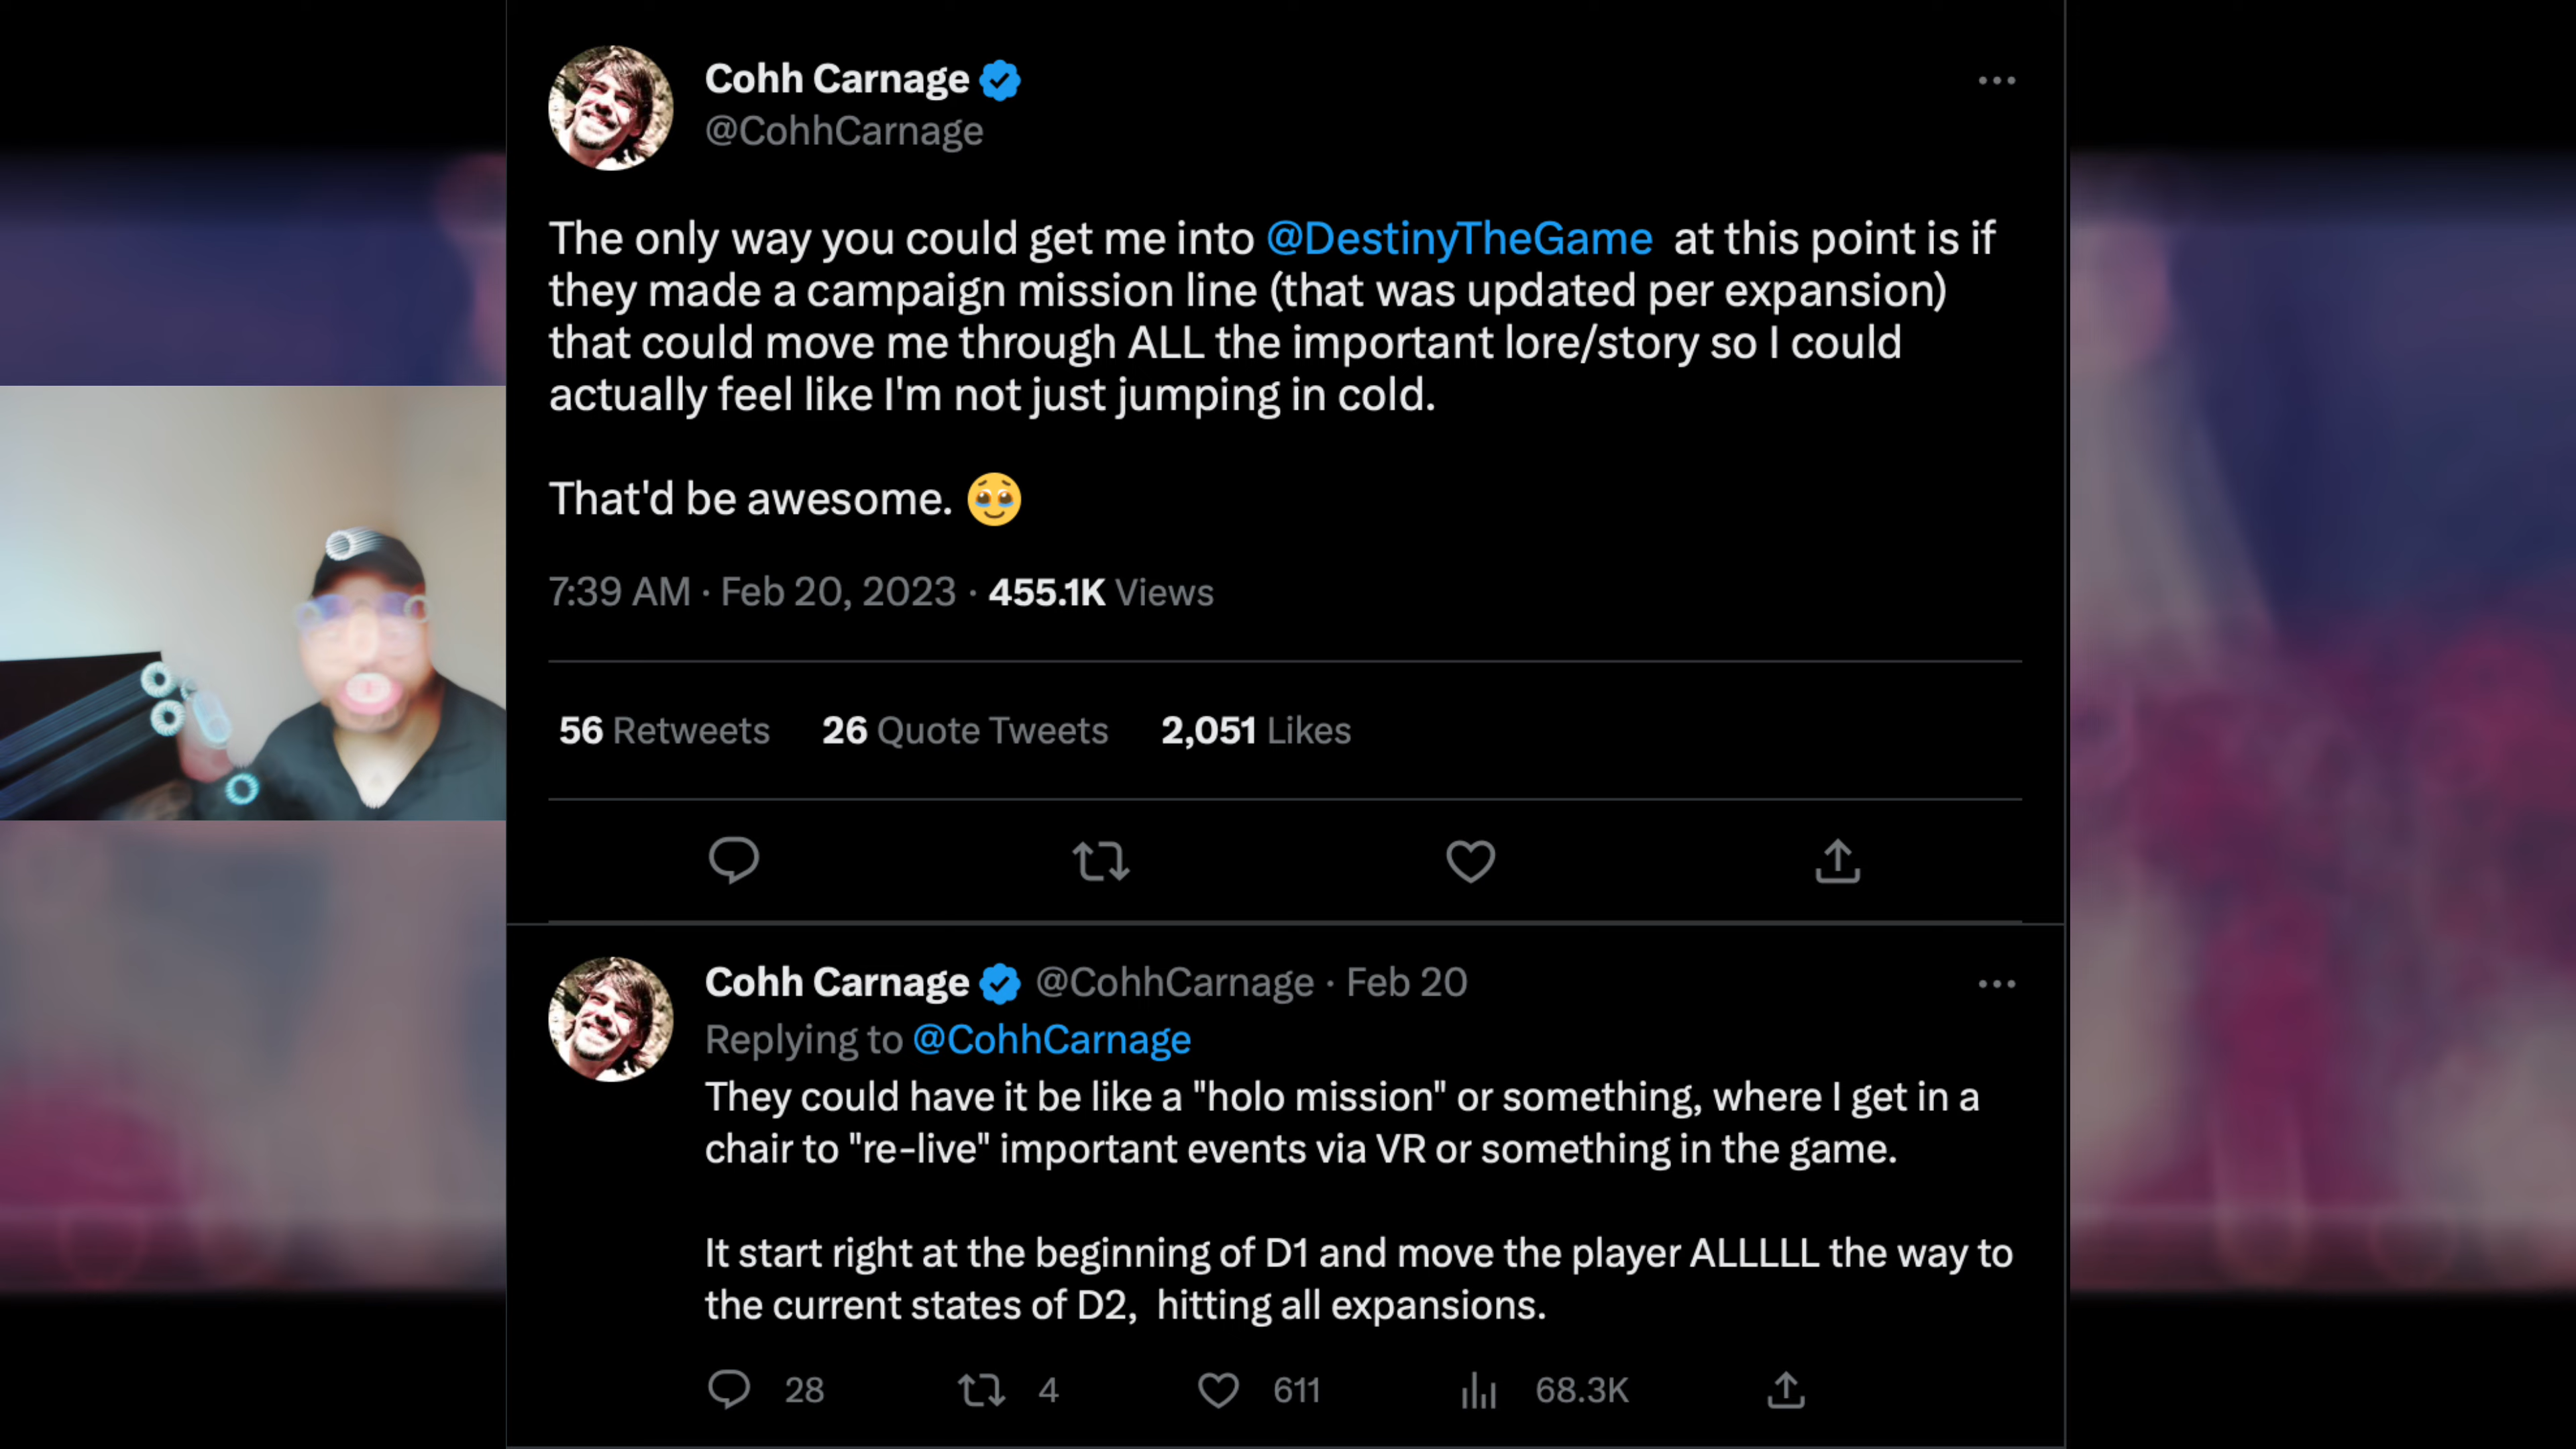 Cohh Carnage
@CohhCarnage
The only way you could get me into @DestinyTheGame at this point is if
they made a campaign mission line (that was updated per expansion)
that could move me through ALL the important lore/story so I could
actually feel like I'm not just jumping in cold.
That'd be awesome. 🥹
7:39 AM · Feb 20, 2023 · 455.1K Views
56 Retweets 26 Quote Tweets 2,051 Likes
Cohh Carnage @CohhCarnage · Feb 20
Replying to @CohhCarnage
They could have it be like a "holo mission" or something, where I get in a
chair to "re-live" important events via VR or something in the game.
It start right at the beginning of D1 and move the player ALLLLL the way to
the current states of D2, hitting all expansions.
28 4 611 68.3K